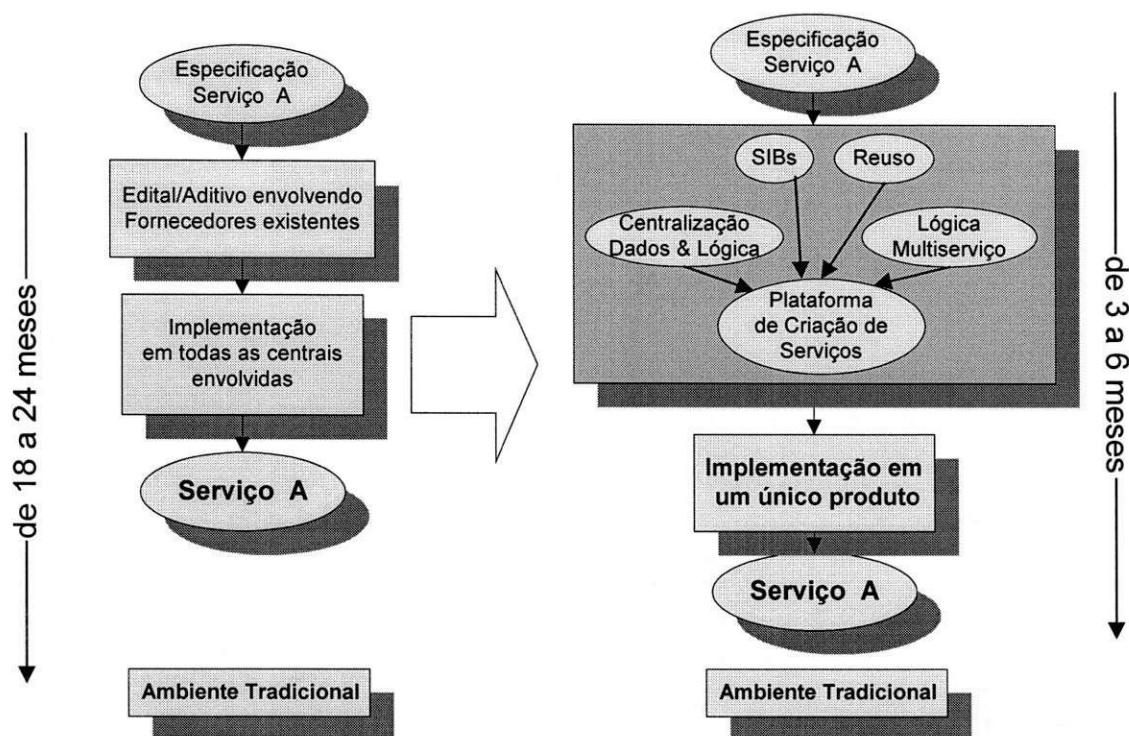 Especificação
Serviço A
Edital/Aditivo envolvendo
Fornecedores existentes
Implementação
em todas as centrais
envolvidas
Serviço A
Ambiente Tradicional
de 18 a 24 meses
Especificação
Serviço A
SIBs
Reuso
Centralização
Dados & Lógica
Lógica
Multiserviço
Plataforma
de Criação de
Serviços
Implementação em
um único produto
Serviço A
Ambiente Tradicional
de 3 a 6 meses